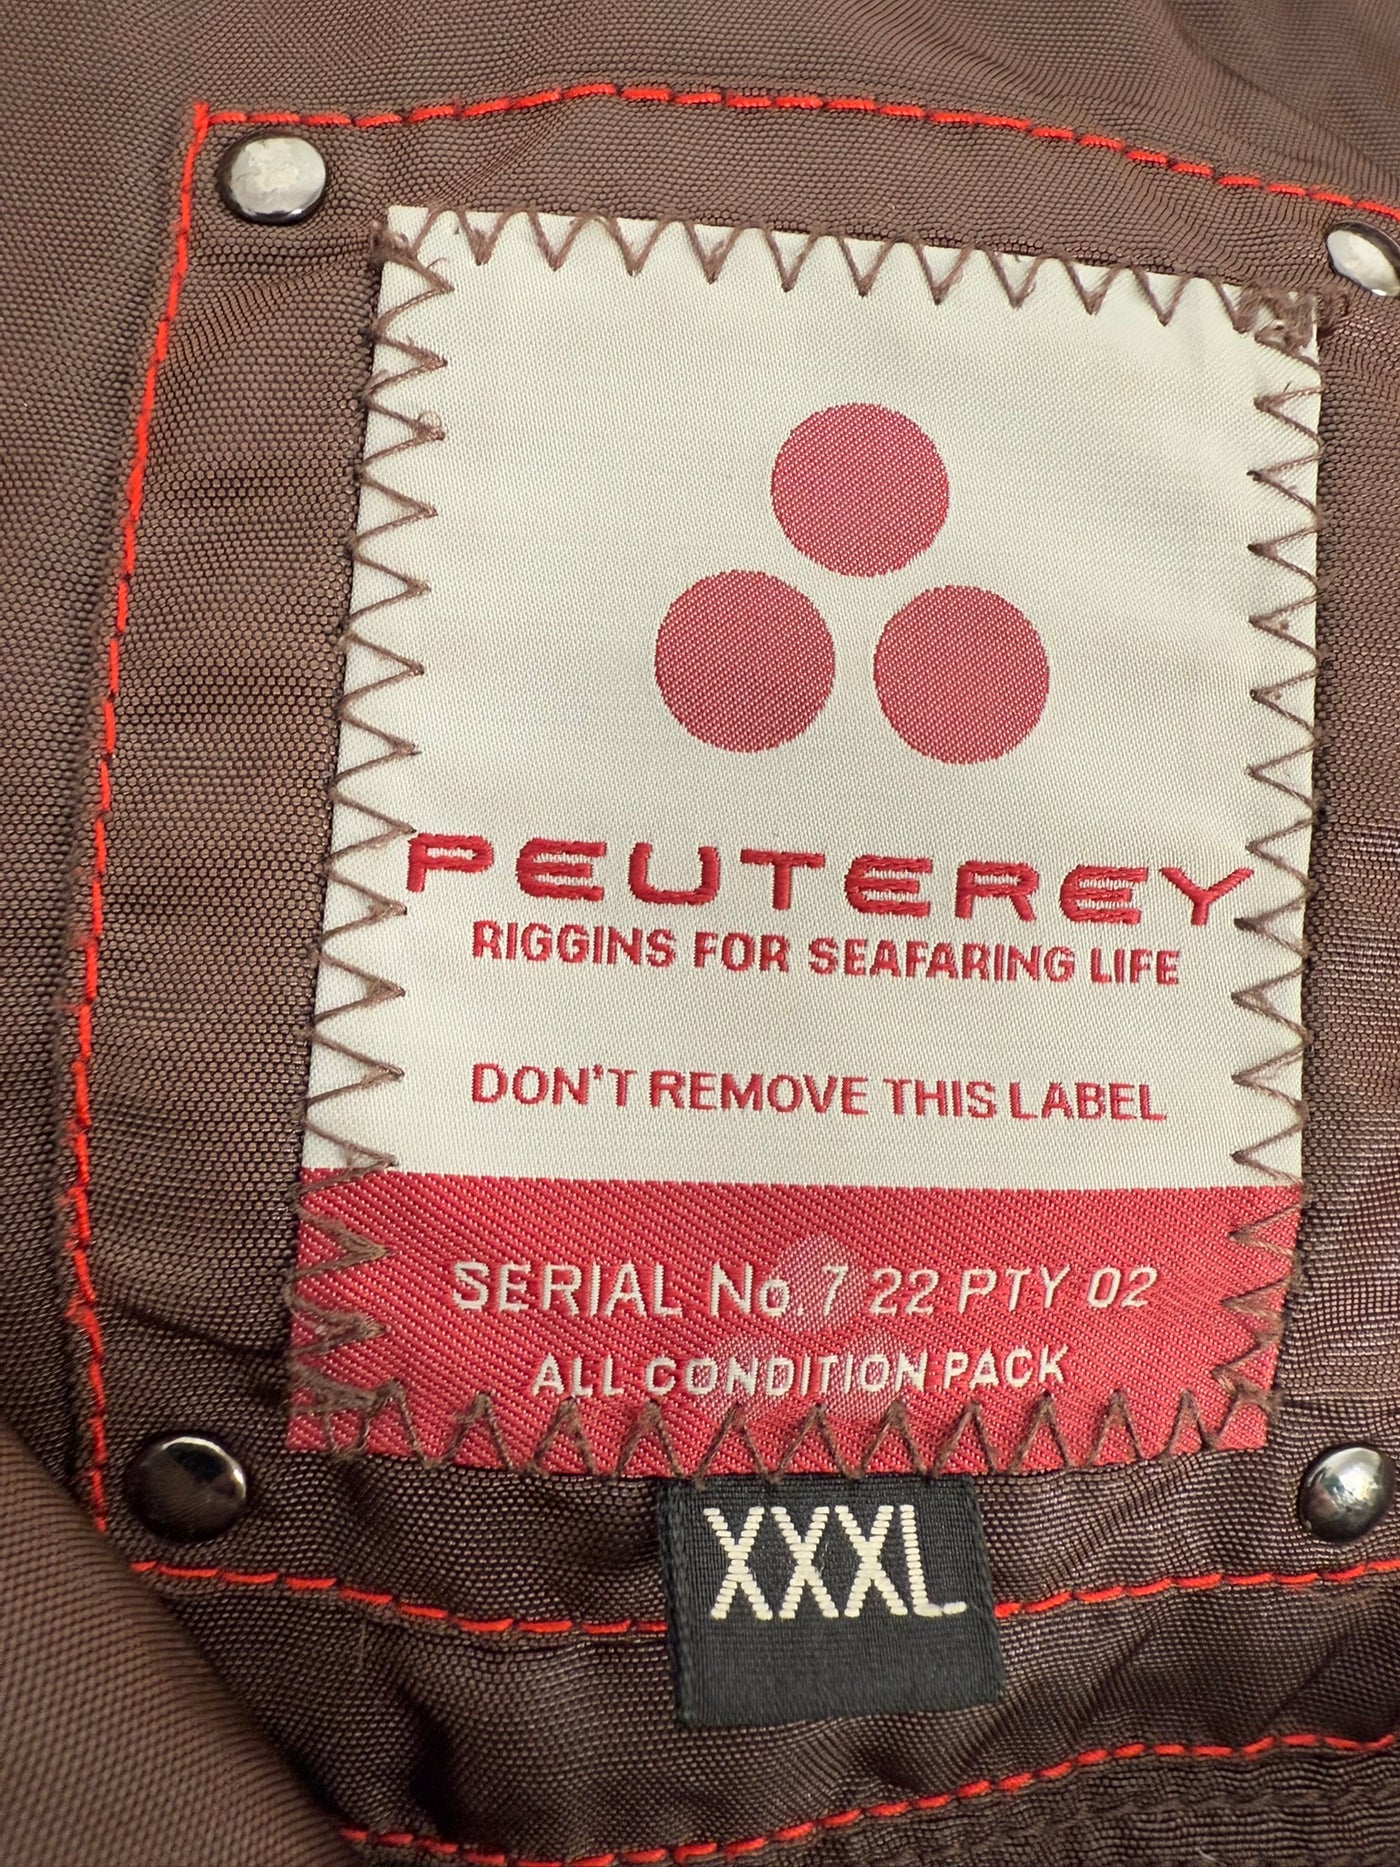 PEUTEREY
RIGGINS FOR SEAFARING LIFE
DON'T REMOVE THIS LABEL
SERIAL No. 7 22 PTY 02
ALL CONDITION PACK
XXXL